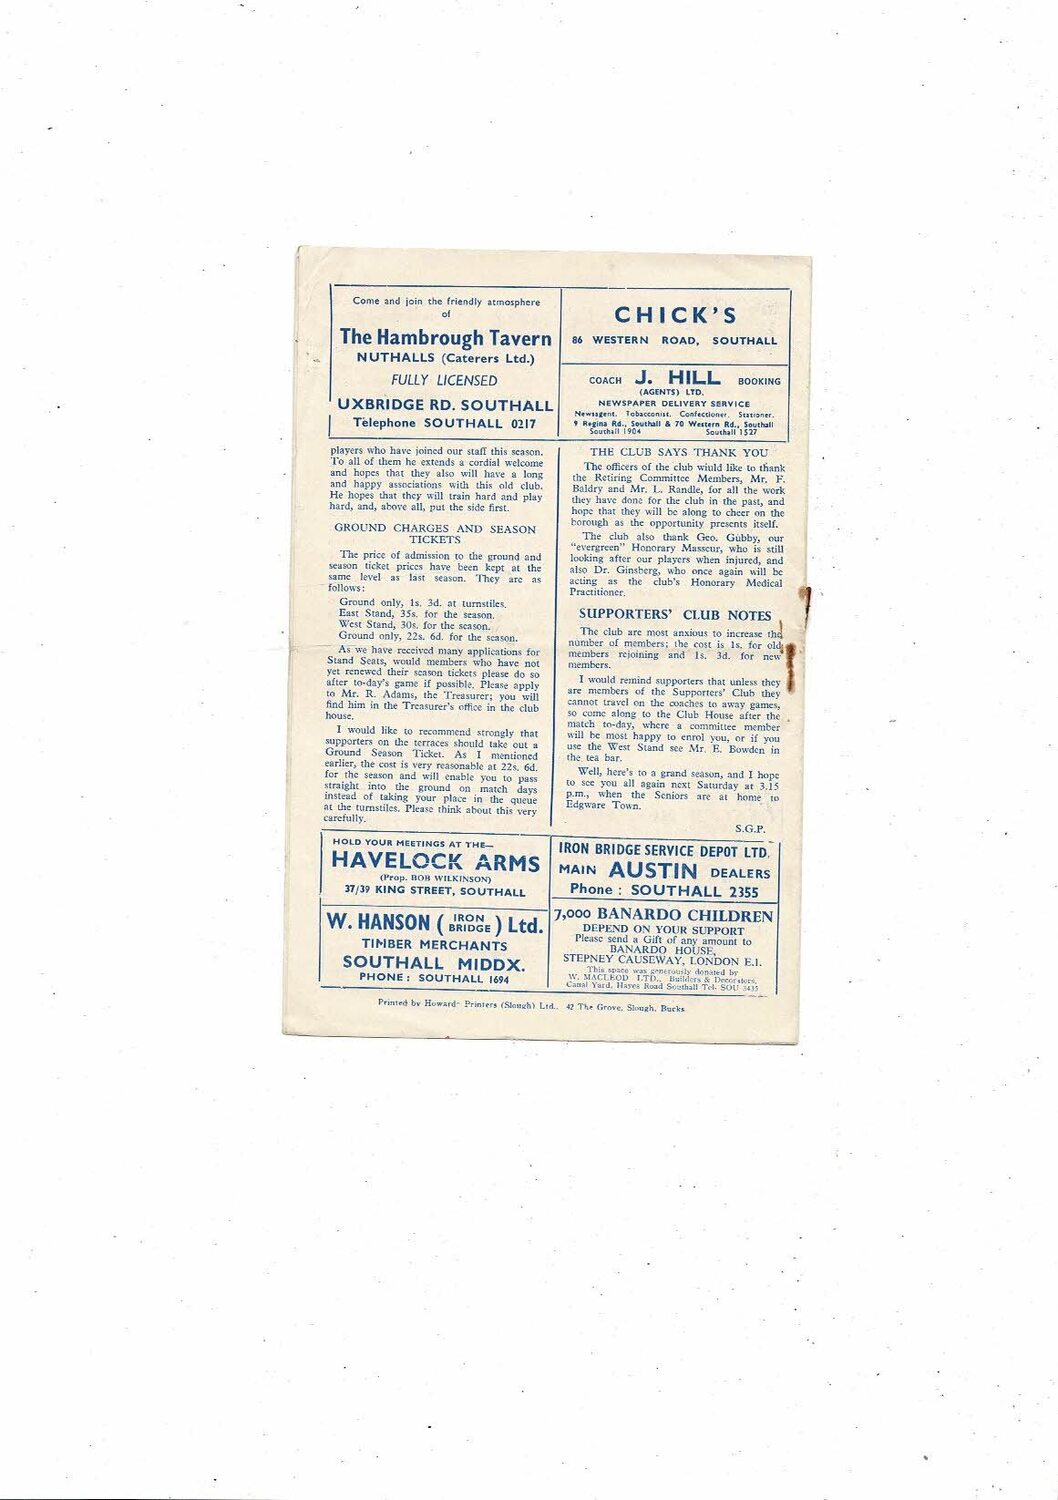 Come and join the friendly atmosphere
of
The Hambrough Tavern
NUTHALLS (Caterers Ltd.)
FULLY LICENSED
UXBRIDGE RD. SOUTHALL
Telephone SOUTHALL 0217
CHICK'S
86 WESTERN ROAD, SOUTHALL
COACH J. HILL BOOKING
(AGENTS) LTD.
NEWSPAPER DELIVERY SERVICE
Newsagent. Tobacconist. Confectioner. Stationer.
9 Regina Rd., Southall & 70 Western Rd., Southall
Southall 1904 Southall 1527
players who have joined our staff this season.
To all of them he extends a cordial welcome
and hopes that they also will have a long
and happy associations with this old club.
He hopes that they will train hard and play
hard, and, above all, put the side first.
GROUND CHARGES AND SEASON
TICKETS
The price of admission to the ground and
season ticket prices have been kept at the
same level as last season. They are as
follows:
Ground only, 1s. 3d. at turnstiles.
East Stand, 35s. for the season.
West Stand, 30s. for the season.
Ground only, 22s. 6d. for the season.
As we have received many applications for
Stand Seats, would members who have not
yet renewed their season tickets please do so
after to-day's game if possible. Please apply
to Mr. R. Adams, the Treasurer; you will
find him in the Treasurer's office in the club
house.
I would like to recommend strongly that
supporters on the terraces should take out a
Ground Season Ticket. As I mentioned
earlier, the cost is very reasonable at 22s. 6d.
for the season and will enable you to pass
straight into the ground on match days
instead of taking your place in the queue
at the turnstiles. Please think about this very
carefully.
THE CLUB SAYS THANK YOU
The officers of the club wiuld like to thank
the Retiring Committee Members, Mr. F.
Baldry and Mr. L. Randle, for all the work
they have done for the club in the past, and
hope that they will be along to cheer on the
borough as the opportunity presents itself.
The club also thank Geo. Gubby, our
"evergreen" Honorary Masseur, who is still
looking after our players when injured, and
also Dr. Ginsberg, who once again will be
acting as the club's Honorary Medical
Practitioner.
SUPPORTERS' CLUB NOTES
The club are most anxious to increase the
number of members; the cost is 1s. for old
members rejoining and 1s. 3d. for new
members.
I would remind supporters that unless they
are members of the Supporters' Club they
cannot travel on the coaches to away games,
so come along to the Club House after the
match to-day, where a committee member
will be most happy to enrol you, or if you
use the West Stand see Mr. E. Bowden in
the tea bar.
Well, here's to a grand season, and I hope
to see you all again next Saturday at 3.15
p.m., when the Seniors are at home to
Edgware Town.
S.G.P.
HOLD YOUR MEETINGS AT THE—
HAVELOCK ARMS
(Prop. BOB WILKINSON)
37/39 KING STREET, SOUTHALL
W. HANSON (IRON BRIDGE) Ltd.
TIMBER MERCHANTS
SOUTHALL MIDDX.
PHONE: SOUTHALL 1694
IRON BRIDGE SERVICE DEPOT LTD.
MAIN AUSTIN DEALERS
Phone : SOUTHALL 2355
7,000 BANARDO CHILDREN
DEPEND ON YOUR SUPPORT
Please send a Gift of any amount to
BANARDO HOUSE,
STEPNEY CAUSEWAY, LONDON E.1.
This space was generously donated by
W. MACLEOD LTD., Builders & Decorators,
Canal Yard, Hayes Road Southall Tel. SOU 3435
Printed by Howard Printers (Slough) Ltd., 42 The Grove, Slough, Bucks